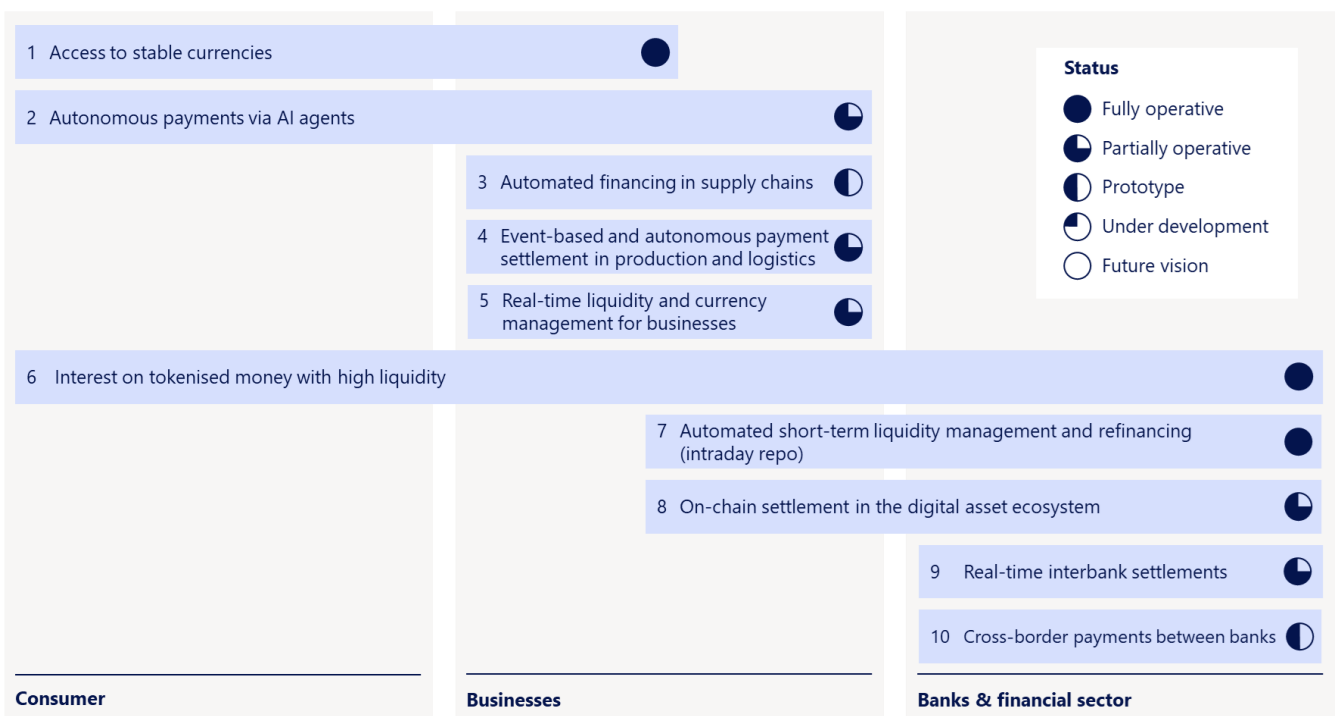 1 Access to stable currencies
2 Autonomous payments via AI agents
3 Automated financing in supply chains
4 Event-based and autonomous payment
settlement in production and logistics
5 Real-time liquidity and currency
management for businesses
6 Interest on tokenised money with high liquidity
7 Automated short-term liquidity management and refinancing
(intraday repo)
8 On-chain settlement in the digital asset ecosystem
9 Real-time interbank settlements
10 Cross-border payments between banks
Status
Fully operative
Partially operative
Prototype
Under development
Future vision
Consumer
Businesses
Banks & financial sector